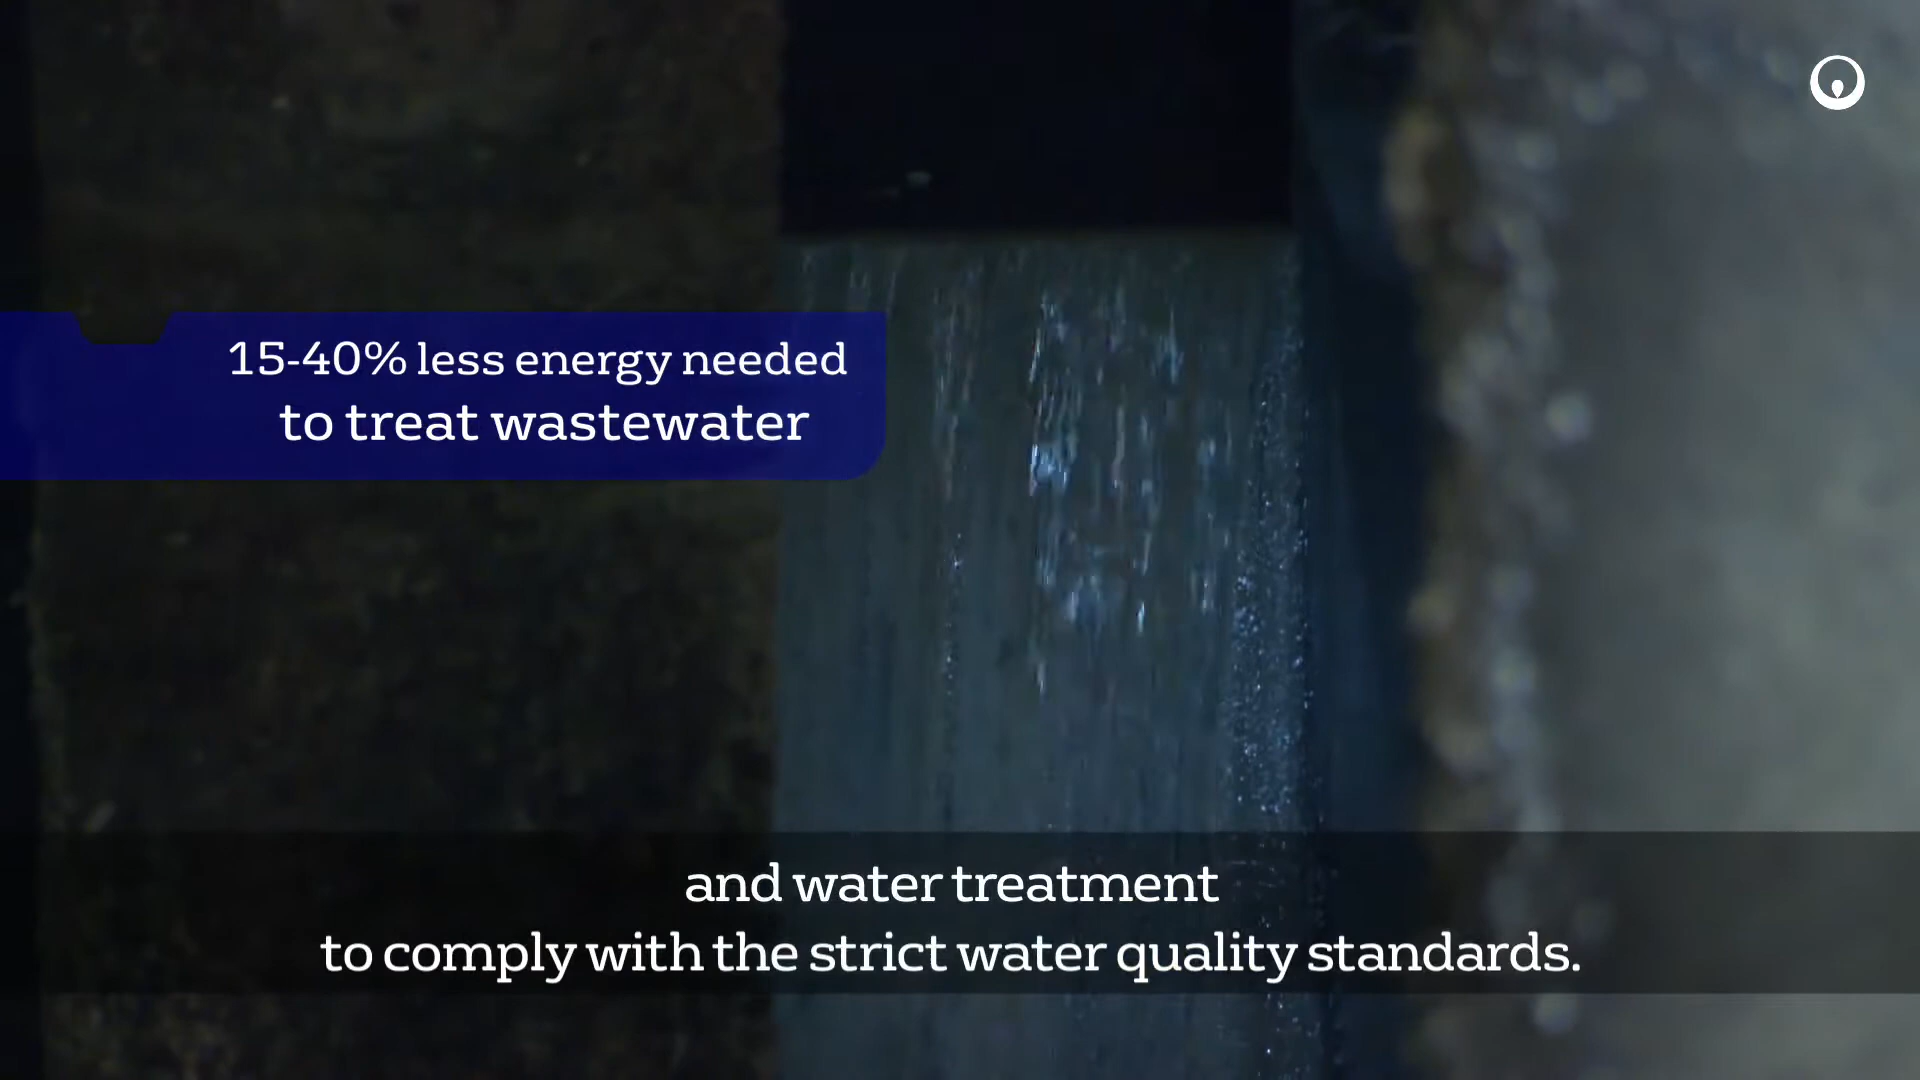 15-40% less energy needed
to treat wastewater
and water treatment
to comply with the strict water quality standards.